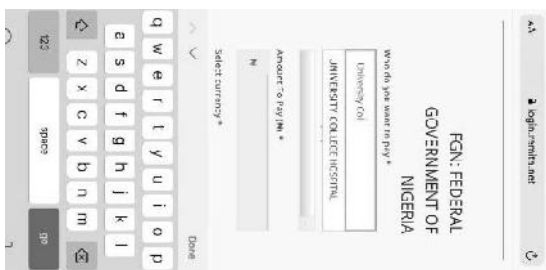 AA login.remita.net
FGN: FEDERAL
GOVERNMENT OF
NIGERIA
Who do you want to pay *
University Col
UNIVERSITY COLLEGE HOSPITAL
Amount To Pay (₦) *
₦
Select currency *
Done
q w e r t y u i o p
a s d f g h j k l
z x c v b n m
123 space go